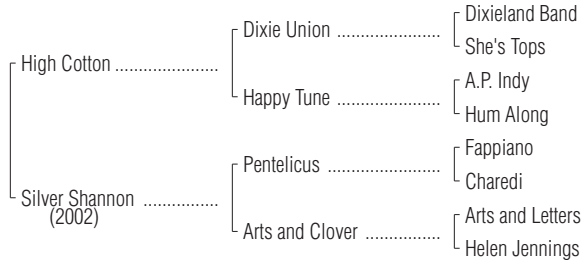 Dixieland Band
Dixie Union ....................
She's Tops
High Cotton ....................
A.P. Indy
Happy Tune ....................
Hum Along
Fappiano
Pentelicus ....................
Charedi
Silver Shannon ...............
(2002)
Arts and Letters
Arts and Clover ...............
Helen Jennings